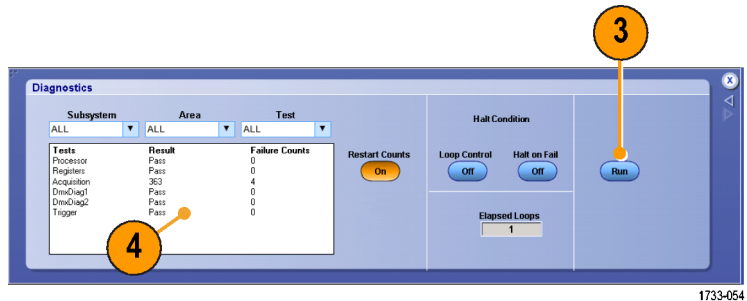 3
Diagnostics
X
Subsystem Area Test
ALL ALL ALL
Halt Condition
Tests Result Failure Counts
Processor Pass 0
Registers Pass 0
Acquisition 363 4
DmxDiag1 Pass 0
DmxDiag2 Pass 0
Trigger Pass 0
Restart Counts
On
Loop Control Halt on Fail
Off Off
Run
Elapsed Loops
1
4
1733-054